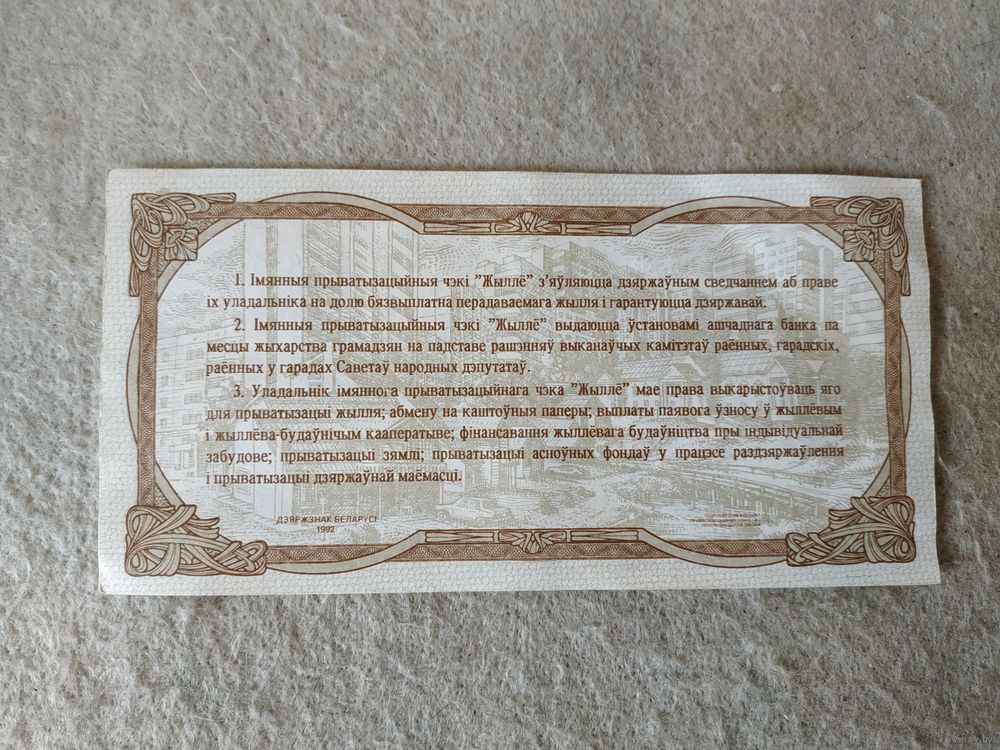 1. Імянныя прыватызацыйныя чэкі "Жыллё" з'яўляюцца дзяржаўным сведчаннем аб праве
іх уладальніка на долю бязвыплатна перадаваемага жылля і гарантуюцца дзяржавай.
2. Імянныя прыватызацыйныя чэкі "Жыллё" выдаюцца ўстановамі ашчаднага банка па
месцы жыхарства грамадзян на падставе рашэнняў выканаўчых камітэтаў раённых, гарадскіх,
раённых у гарадах Саветаў народных дэпутатаў.
3. Уладальнік імяннога прыватызацыйнага чэка "Жыллё" мае права выкарыстоўваць яго
для прыватызацыі жылля; абмену на каштоўныя паперы; выплаты паявога ўзносу ў жыллёвым
і жыллёва-будаўнічым кааператыве; фінансавання жыллёвага будаўніцтва пры індывідуальнай
забудове; прыватызацыі зямлі; прыватызацыі асноўных фондаў у працэсе раздзяржаўлення
і прыватызацыі дзяржаўнай маёмасці.
ДЗЯРЖЗНАК БЕЛАРУСІ
1992
www.ay.by